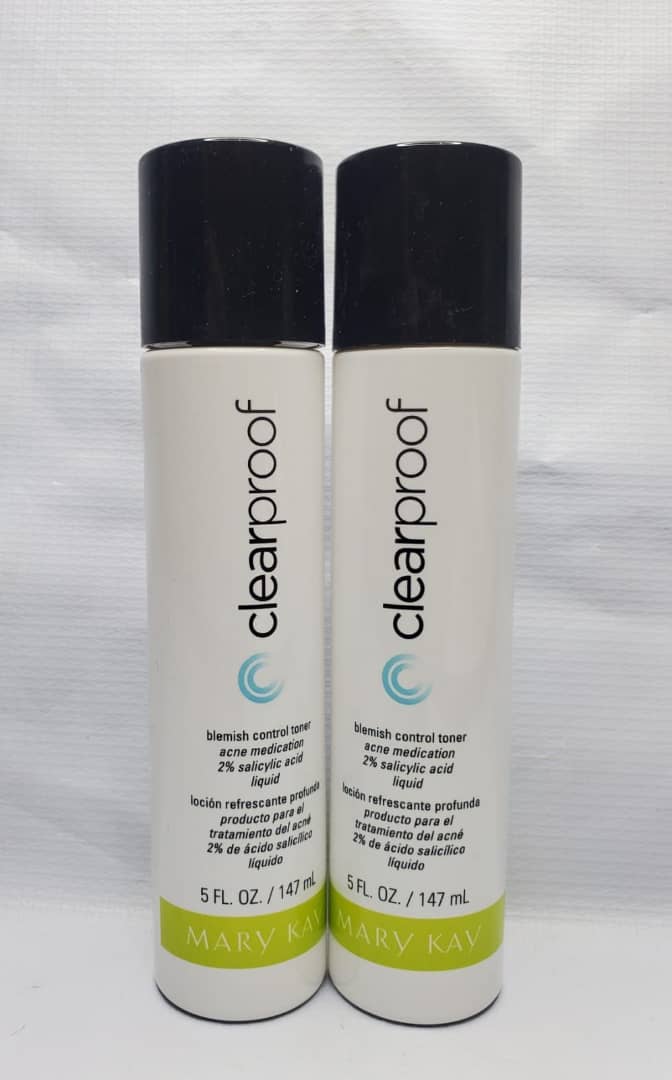 clearproof
blemish control toner
acne medication
2% salicylic acid
liquid
loción refrescante profunda
producto para el
tratamiento del acné
2% de ácido salicílico
líquido
5 FL. OZ. / 147 mL
MARY KAY
clearproof
blemish control toner
acne medication
2% salicylic acid
liquid
loción refrescante profunda
producto para el
tratamiento del acné
2% de ácido salicílico
líquido
5 FL. OZ. / 147 mL
MARY KAY